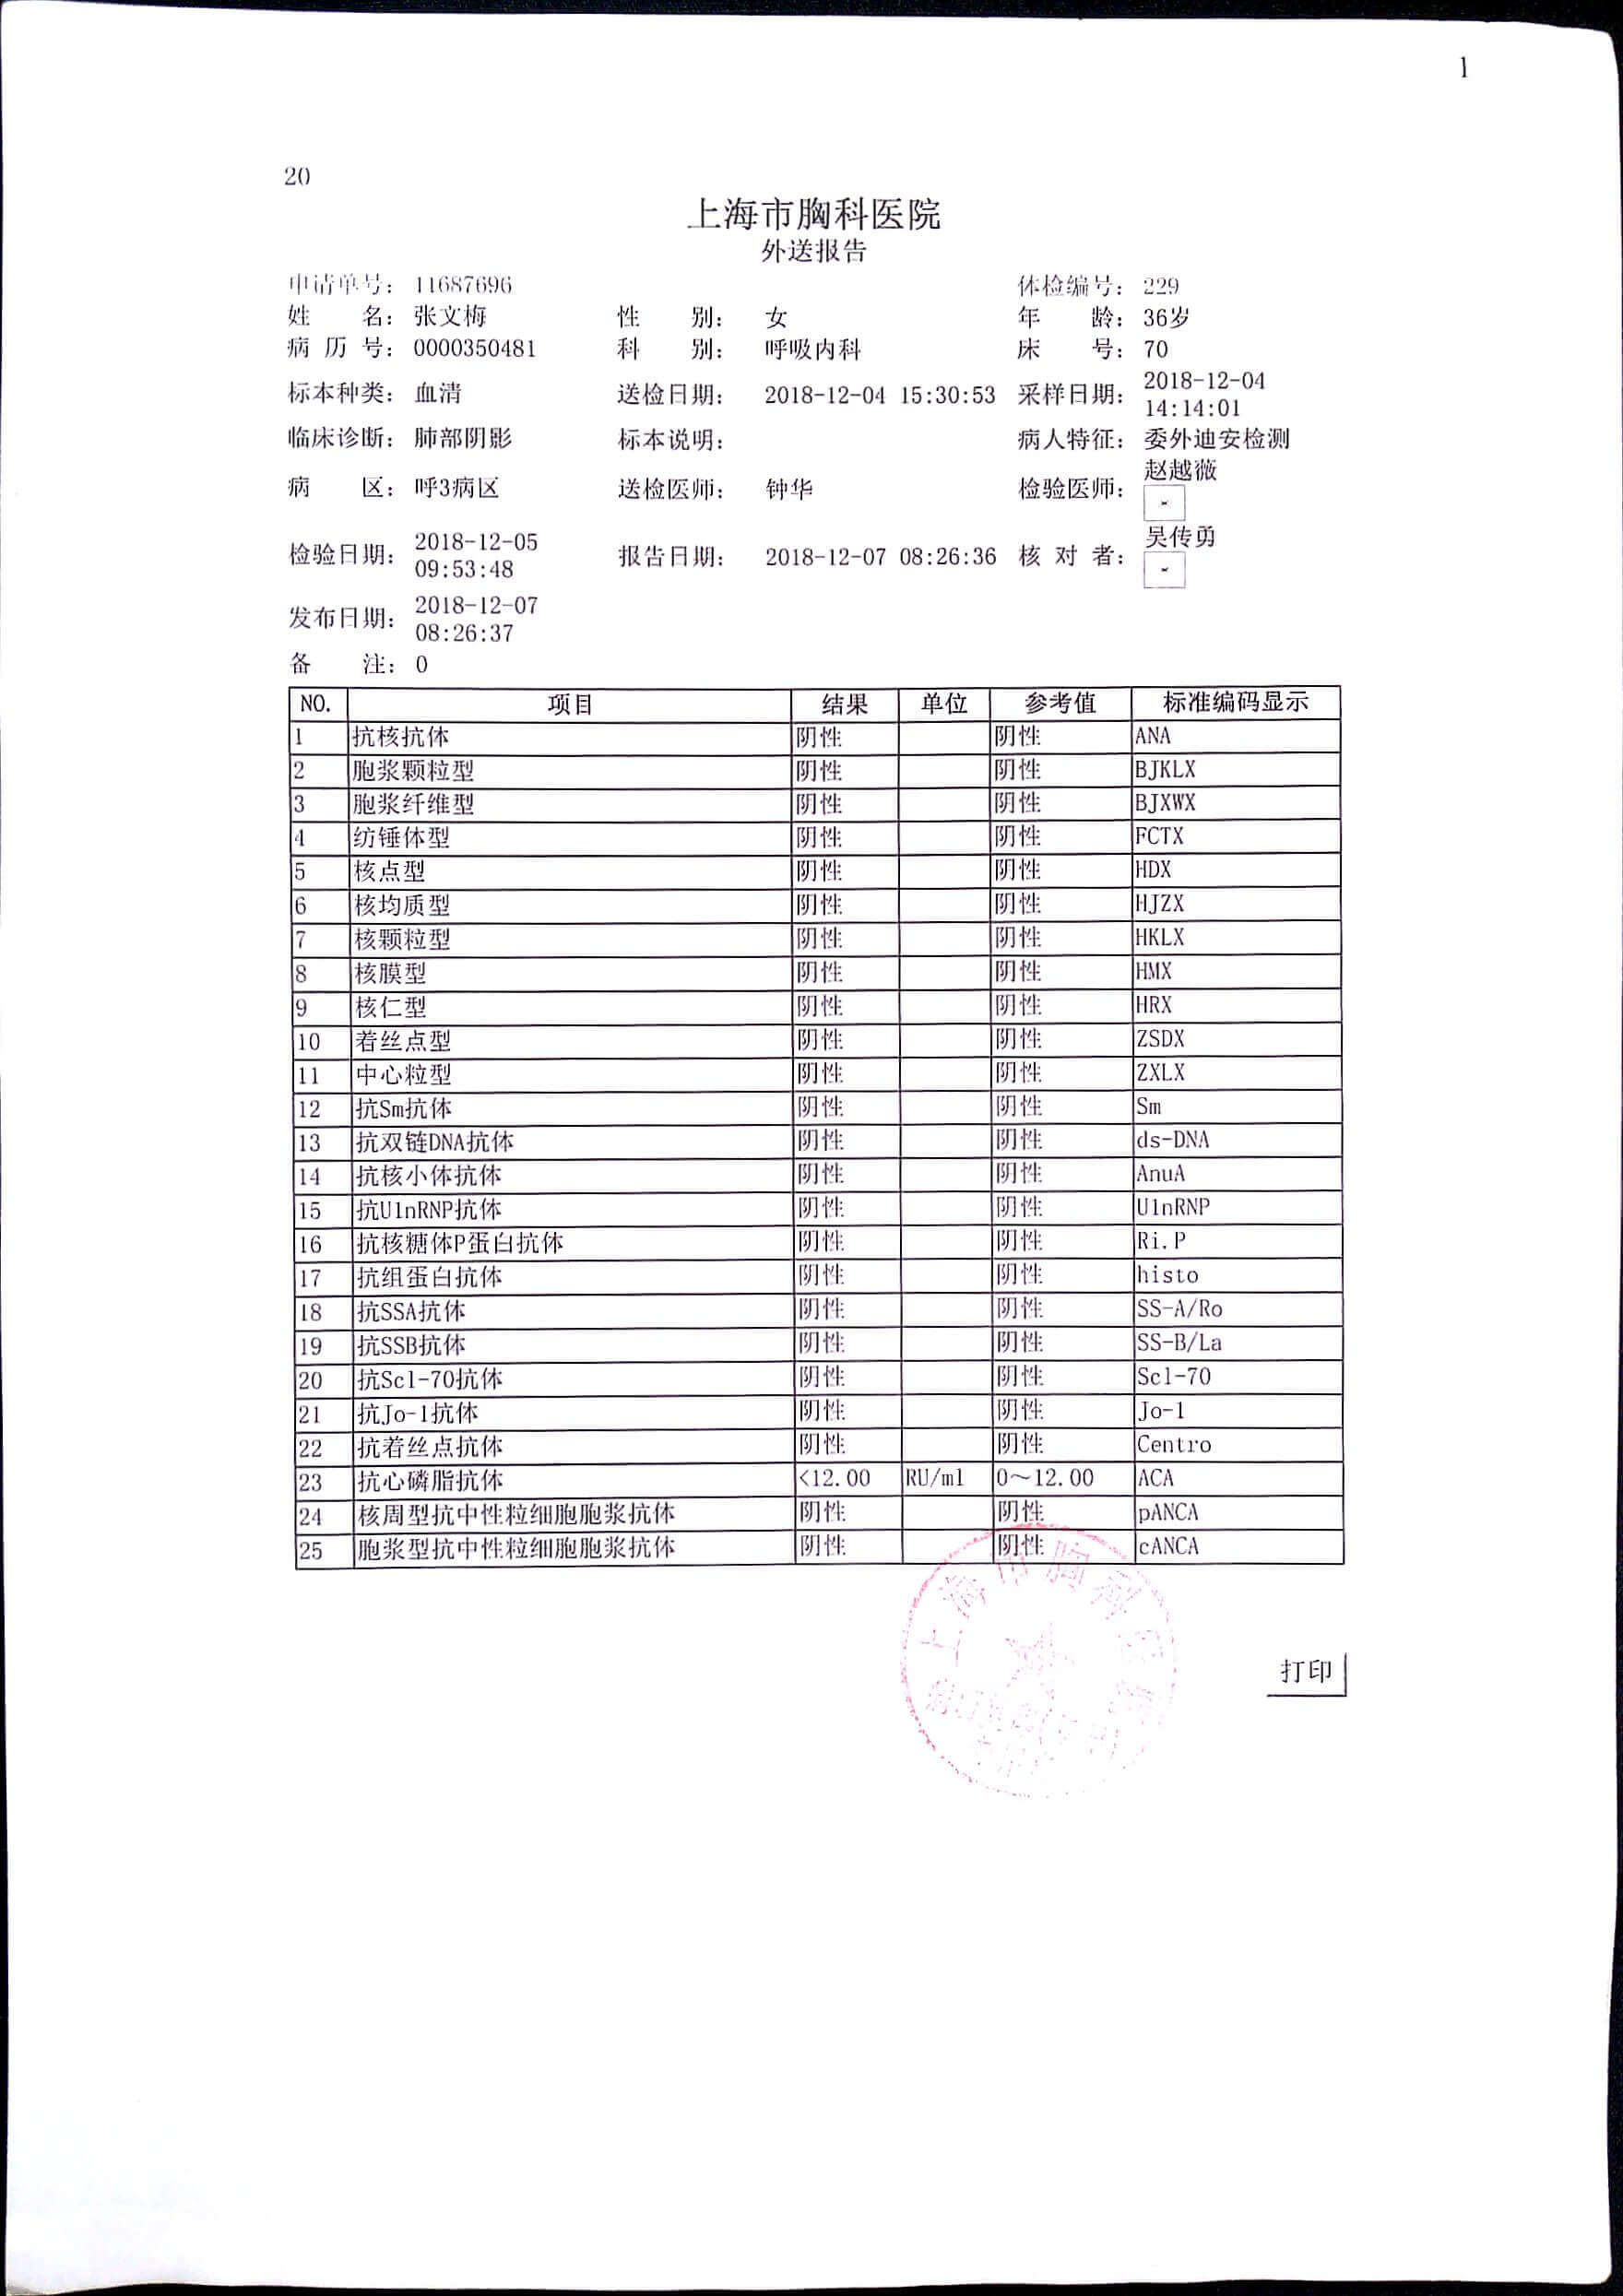 1
20
上海市胸科医院
外送报告
申请单号： 11687696 体检编号： 229
姓 名： 张文梅 性 别： 女 年 龄： 36岁
病 历 号： 0000350481 科 别： 呼吸内科 床 号： 70
标本种类： 血清 送检日期： 2018-12-04 15:30:53 采样日期： 2018-12-04 14:14:01
临床诊断： 肺部阴影 标本说明： 病人特征： 委外迪安检测
病 区： 呼3病区 送检医师： 钟华 检验医师： 赵越薇
检验日期： 2018-12-05 09:53:48 报告日期： 2018-12-07 08:26:36 核 对 者： 吴传勇
发布日期： 2018-12-07 08:26:37
备 注： 0
NO. 项目 结果 单位 参考值 标准编码显示
1 抗核抗体 阴性 阴性 ANA
2 胞浆颗粒型 阴性 阴性 BJKLX
3 胞浆纤维型 阴性 阴性 BJXWX
4 纺锤体型 阴性 阴性 FCTX
5 核点型 阴性 阴性 HDX
6 核均质型 阴性 阴性 HJZX
7 核颗粒型 阴性 阴性 HKLX
8 核膜型 阴性 阴性 HMX
9 核仁型 阴性 阴性 HRX
10 着丝点型 阴性 阴性 ZSDX
11 中心粒型 阴性 阴性 ZXLX
12 抗Sm抗体 阴性 阴性 Sm
13 抗双链DNA抗体 阴性 阴性 ds-DNA
14 抗核小体抗体 阴性 阴性 AnuA
15 抗U1nRNP抗体 阴性 阴性 U1nRNP
16 抗核糖体P蛋白抗体 阴性 阴性 Ri.P
17 抗组蛋白抗体 阴性 阴性 histo
18 抗SSA抗体 阴性 阴性 SS-A/Ro
19 抗SSB抗体 阴性 阴性 SS-B/La
20 抗Scl-70抗体 阴性 阴性 Scl-70
21 抗Jo-1抗体 阴性 阴性 Jo-1
22 抗着丝点抗体 阴性 阴性 Centro
23 抗心磷脂抗体 <12.00 RU/ml 0～12.00 ACA
24 核周型抗中性粒细胞胞浆抗体 阴性 阴性 pANCA
25 胞浆型抗中性粒细胞胞浆抗体 阴性 阴性 cANCA
上海市胸科医院
打印